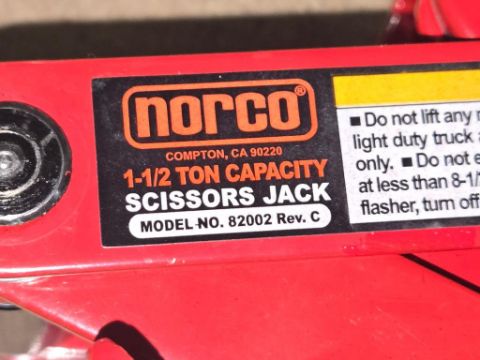 norco®
COMPTON, CA 90220
1-1/2 TON CAPACITY
SCISSORS JACK
MODEL NO. 82002 Rev. C
■ Do not lift any
light duty truck
only. ■ Do not
at less than 8-1/
flasher, turn off